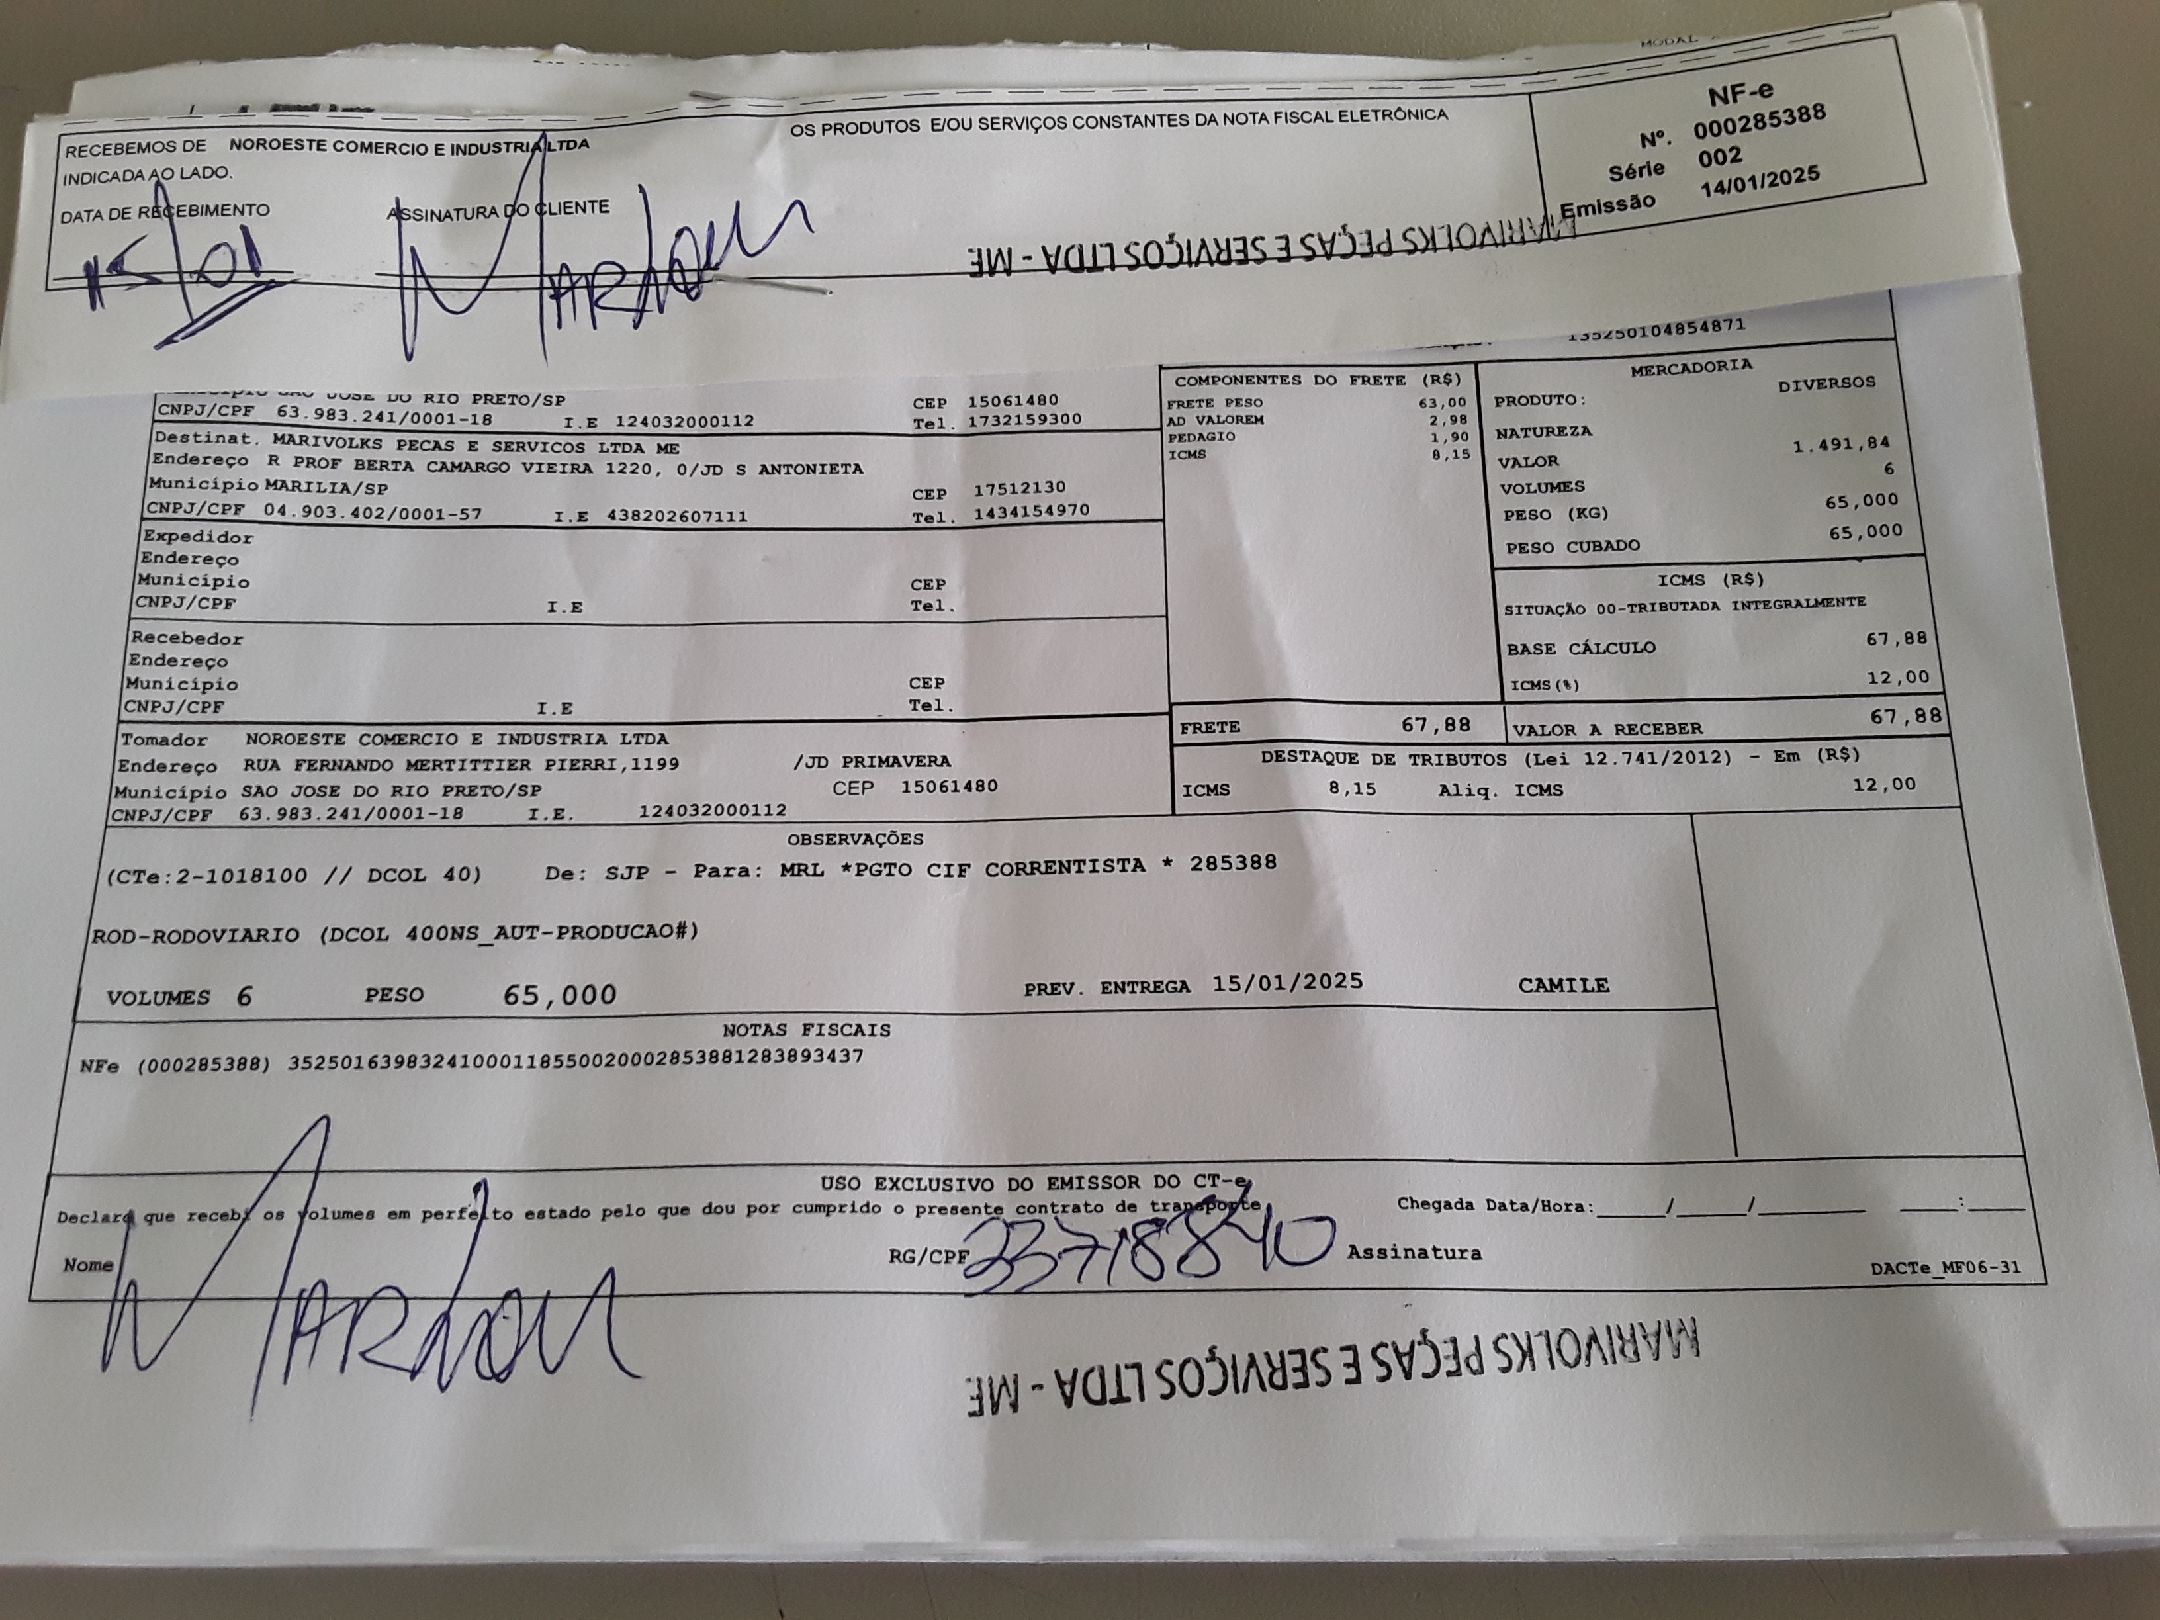 NF-e
RECEBEMOS DE NOROESTE COMERCIO E INDUSTRIA LTDA OS PRODUTOS E/OU SERVIÇOS CONSTANTES DA NOTA FISCAL ELETRÔNICA
Nº. 000285388
INDICADA AO LADO.
Série 002
DATA DE RECEBIMENTO ASSINATURA DO CLIENTE
Emissão 14/01/2025
15/01
MARIVOLKS PEÇAS E SERVIÇOS LTDA - ME
135250104854871
Município SAO JOSE DO RIO PRETO/SP CEP 15061480
CNPJ/CPF 63.983.241/0001-18 I.E 124032000112 Tel. 1732159300
Destinat. MARIVOLKS PECAS E SERVICOS LTDA ME
Endereço R PROF BERTA CAMARGO VIEIRA 1220, 0/JD S ANTONIETA
Município MARILIA/SP CEP 17512130
CNPJ/CPF 04.903.402/0001-57 I.E 438202607111 Tel. 1434154970
Expedidor
Endereço
Município CEP
CNPJ/CPF I.E Tel.
Recebedor
Endereço
Município CEP
CNPJ/CPF I.E Tel.
Tomador NOROESTE COMERCIO E INDUSTRIA LTDA
Endereço RUA FERNANDO MERTITTIER PIERRI,1199 /JD PRIMAVERA
Município SAO JOSE DO RIO PRETO/SP CEP 15061480
CNPJ/CPF 63.983.241/0001-18 I.E. 124032000112
COMPONENTES DO FRETE (R$)
FRETE PESO 63,00
AD VALOREM 2,98
PEDAGIO 1,90
ICMS 8,15
MERCADORIA
PRODUTO: DIVERSOS
NATUREZA
VALOR 1.491,84
VOLUMES 6
PESO (KG) 65,000
PESO CUBADO 65,000
ICMS (R$)
SITUAÇÃO 00-TRIBUTADA INTEGRALMENTE
BASE CÁLCULO 67,88
ICMS(%) 12,00
FRETE 67,88 VALOR A RECEBER 67,88
DESTAQUE DE TRIBUTOS (Lei 12.741/2012) - Em (R$)
ICMS 8,15 Aliq. ICMS 12,00
OBSERVAÇÕES
(CTe:2-1018100 // DCOL 40) De: SJP - Para: MRL *PGTO CIF CORRENTISTA * 285388
ROD-RODOVIARIO (DCOL 400NS_AUT-PRODUCAO#)
VOLUMES 6 PESO 65,000 PREV. ENTREGA 15/01/2025 CAMILE
NOTAS FISCAIS
NFe (000285388) 35250163983241000118550020002853881283893437
USO EXCLUSIVO DO EMISSOR DO CT-e
Declaro que recebi os volumes em perfeito estado pelo que dou por cumprido o presente contrato de transporte Chegada Data/Hora:_____/_____/_______ ____:____
Nome RG/CPF 33718840 Assinatura
DACTe_MF06-31
MARIVOLKS PEÇAS E SERVIÇOS LTDA - ME